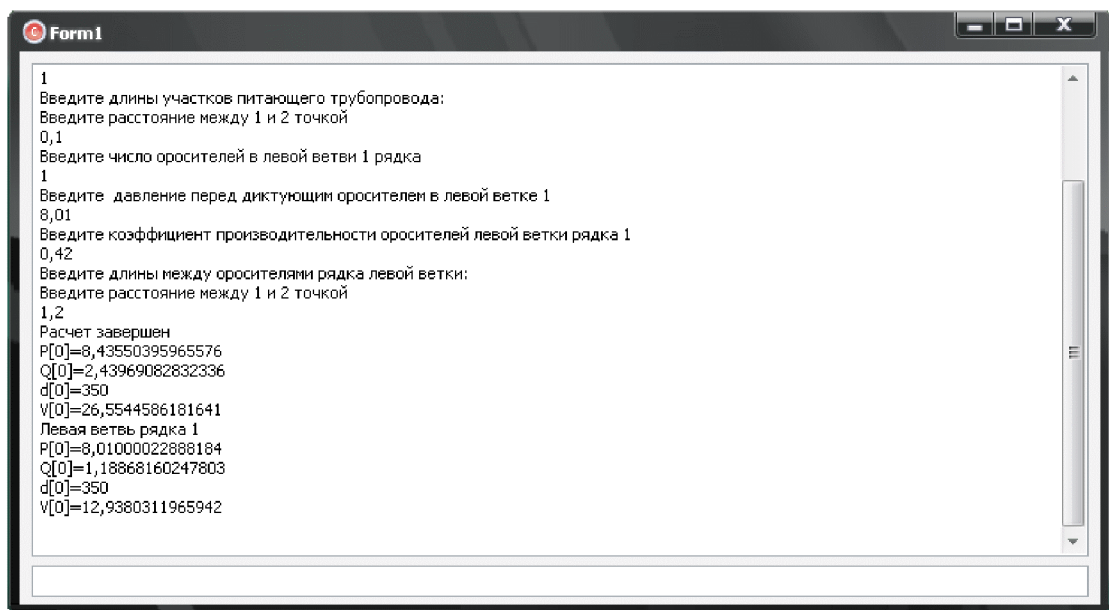 Form1
1
Введите длины участков питающего трубопровода:
Введите расстояние между 1 и 2 точкой
0,1
Введите число оросителей в левой ветви 1 рядка
1
Введите  давление перед диктующим оросителем в левой ветке 1
8,01
Введите коэффициент производительности оросителей левой ветки рядка 1
0,42
Введите длины между оросителями рядка левой ветки:
Введите расстояние между 1 и 2 точкой
1,2
Расчет завершен
P[0]=8,43550395965576
Q[0]=2,43969082832336
d[0]=350
V[0]=26,5544586181641
Левая ветвь рядка 1
P[0]=8,01000022888184
Q[0]=1,18868160247803
d[0]=350
V[0]=12,9380311965942